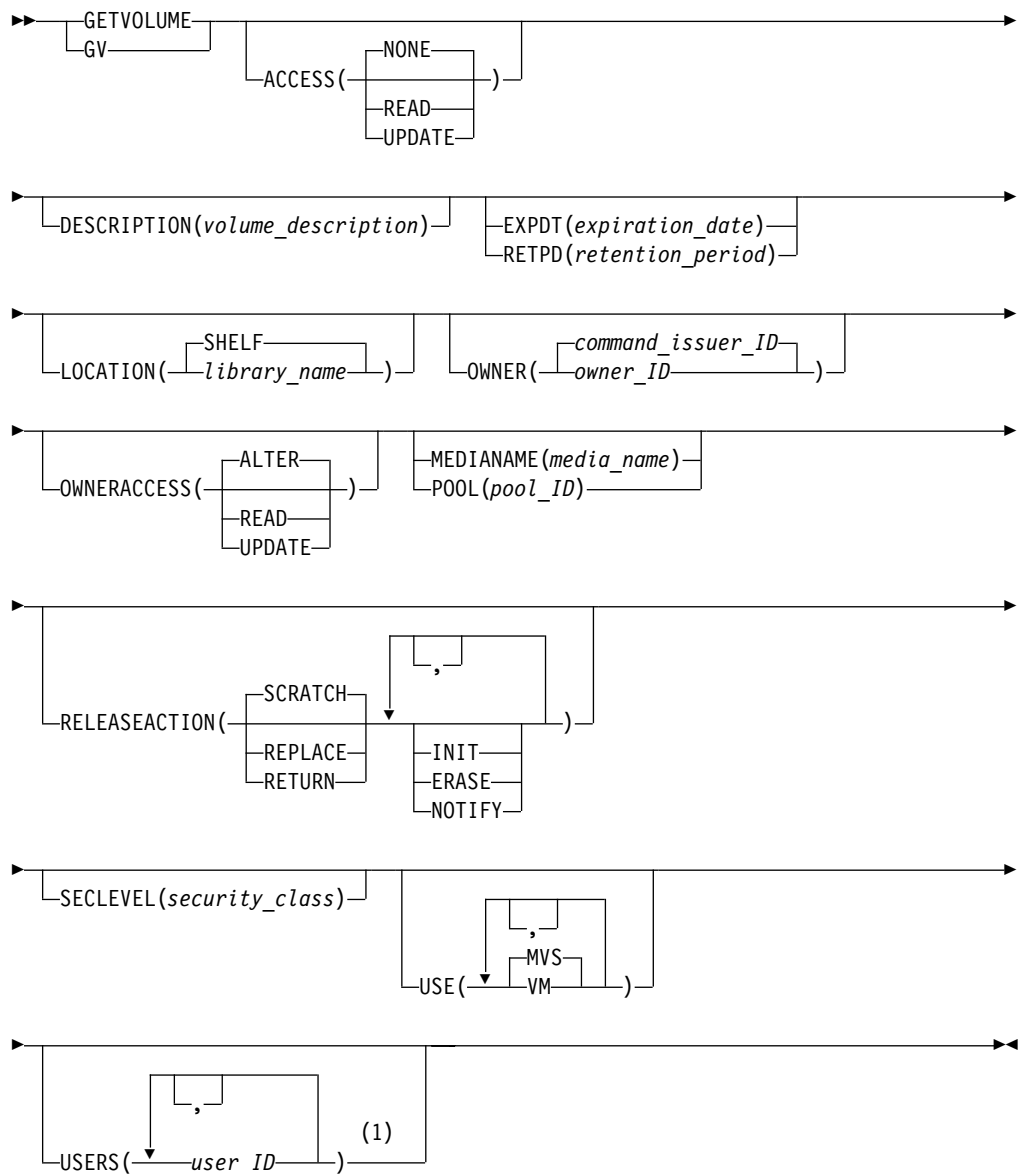 GETVOLUME
GV
ACCESS(
NONE
READ
UPDATE
)
DESCRIPTION(volume_description)
EXPDT(expiration_date)
RETPD(retention_period)
LOCATION(
SHELF
library_name
)
OWNER(
command_issuer_ID
owner_ID
)
OWNERACCESS(
ALTER
READ
UPDATE
)
MEDIANAME(media_name)
POOL(pool_ID)
RELEASEACTION(
SCRATCH
REPLACE
RETURN
,
INIT
ERASE
NOTIFY
)
SECLEVEL(security_class)
USE(
,
MVS
VM
)
USERS(
,
user ID
)
(1)